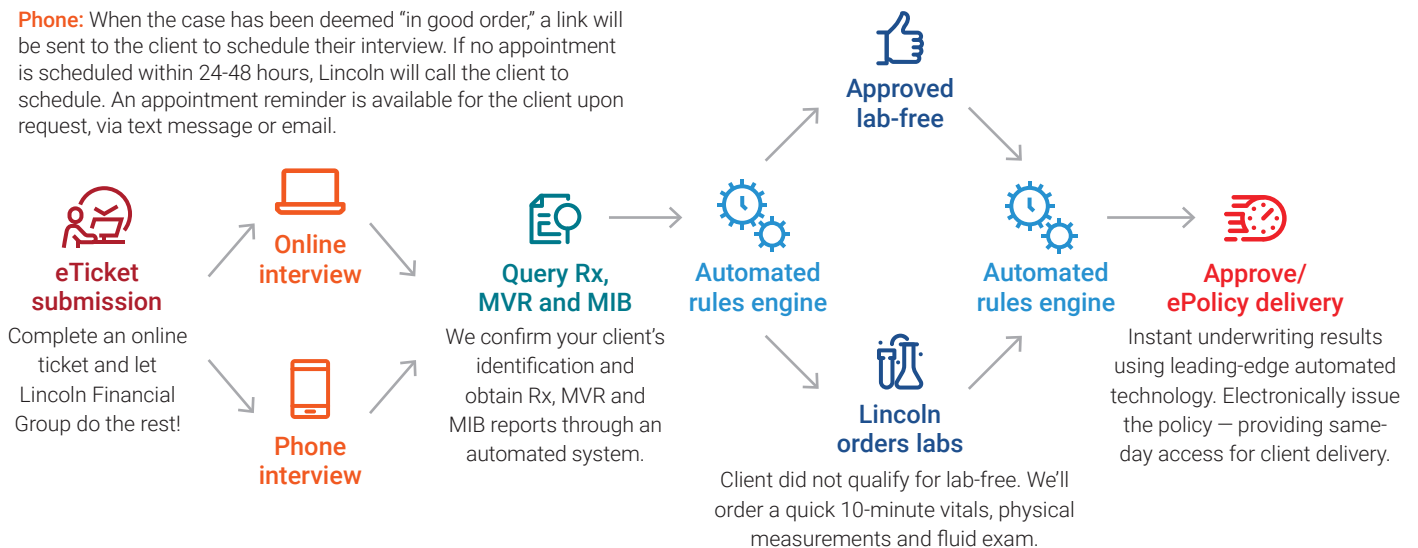 Phone: When the case has been deemed “in good order,” a link will
be sent to the client to schedule their interview. If no appointment
is scheduled within 24-48 hours, Lincoln will call the client to
schedule. An appointment reminder is available for the client upon
request, via text message or email.
eTicket
submission
Complete an online
ticket and let
Lincoln Financial
Group do the rest!
Online
interview
Phone
interview
Query Rx,
MVR and MIB
We confirm your client’s
identification and
obtain Rx, MVR and
MIB reports through an
automated system.
Automated
rules engine
Approved
lab-free
Lincoln
orders labs
Client did not qualify for lab-free. We’ll
order a quick 10-minute vitals, physical
measurements and fluid exam.
Automated
rules engine
Approve/
ePolicy delivery
Instant underwriting results
using leading-edge automated
technology. Electronically issue
the policy — providing same-
day access for client delivery.